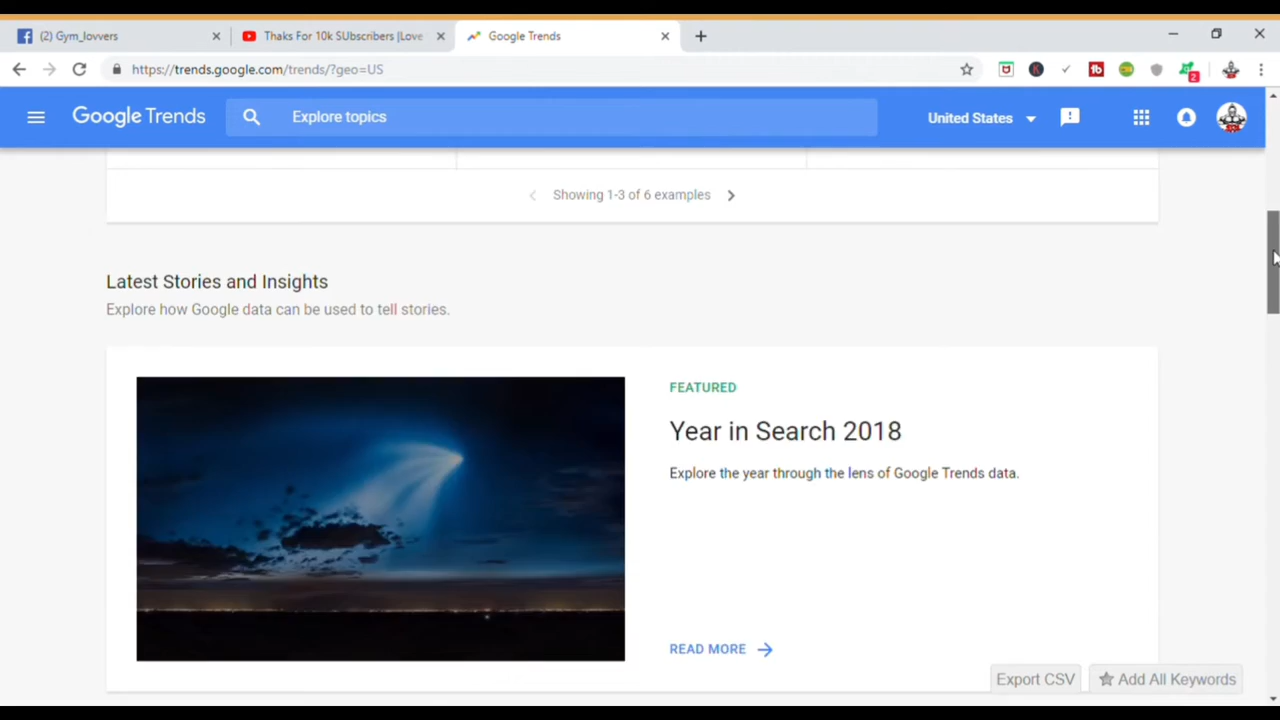 (2) Gym_lovvers
Thaks For 10k SUbscribers |Love
Google Trends
https://trends.google.com/trends/?geo=US
2
Google Trends
Explore topics
United States
Showing 1-3 of 6 examples
Latest Stories and Insights
Explore how Google data can be used to tell stories.
FEATURED
Year in Search 2018
Explore the year through the lens of Google Trends data.
READ MORE
Export CSV
Add All Keywords